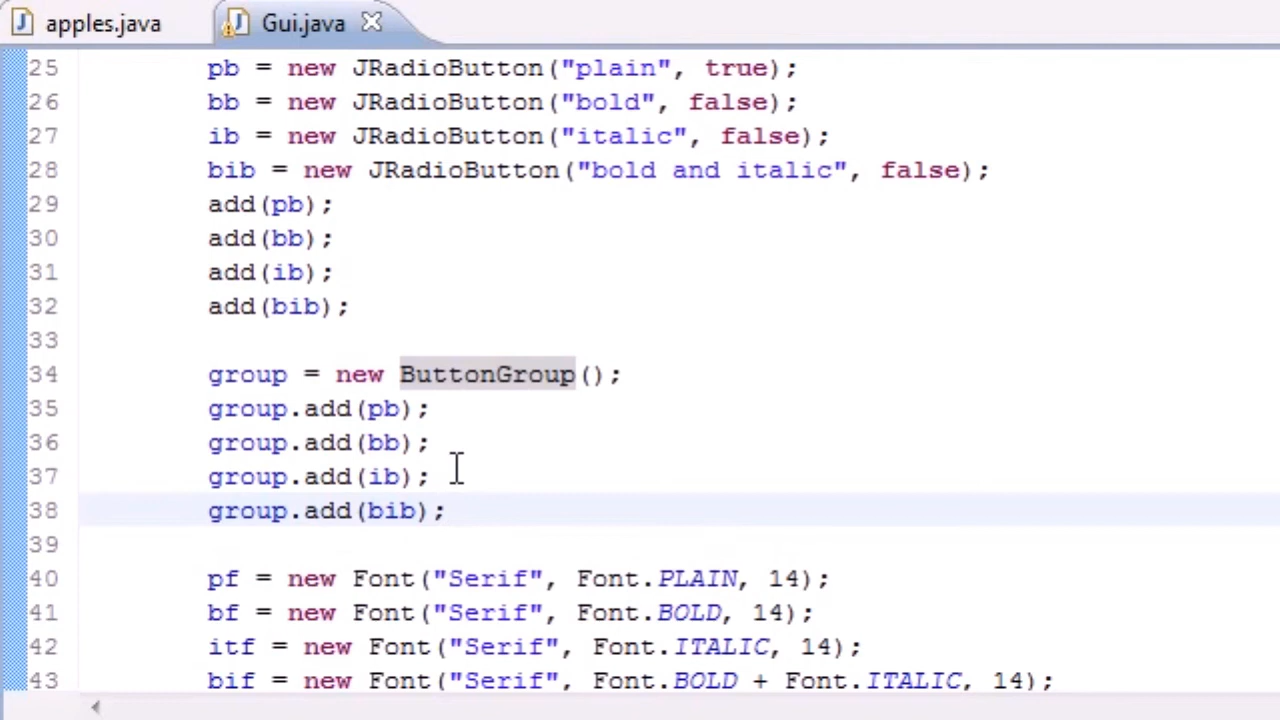 apples.java Gui.java
25 pb = new JRadioButton("plain", true);
26 bb = new JRadioButton("bold", false);
27 ib = new JRadioButton("italic", false);
28 bib = new JRadioButton("bold and italic", false);
29 add(pb);
30 add(bb);
31 add(ib);
32 add(bib);
33
34 group = new ButtonGroup();
35 group.add(pb);
36 group.add(bb);
37 group.add(ib);
38 group.add(bib);
39
40 pf = new Font("Serif", Font.PLAIN, 14);
41 bf = new Font("Serif", Font.BOLD, 14);
42 itf = new Font("Serif", Font.ITALIC, 14);
43 bif = new Font("Serif", Font.BOLD + Font.ITALIC, 14);